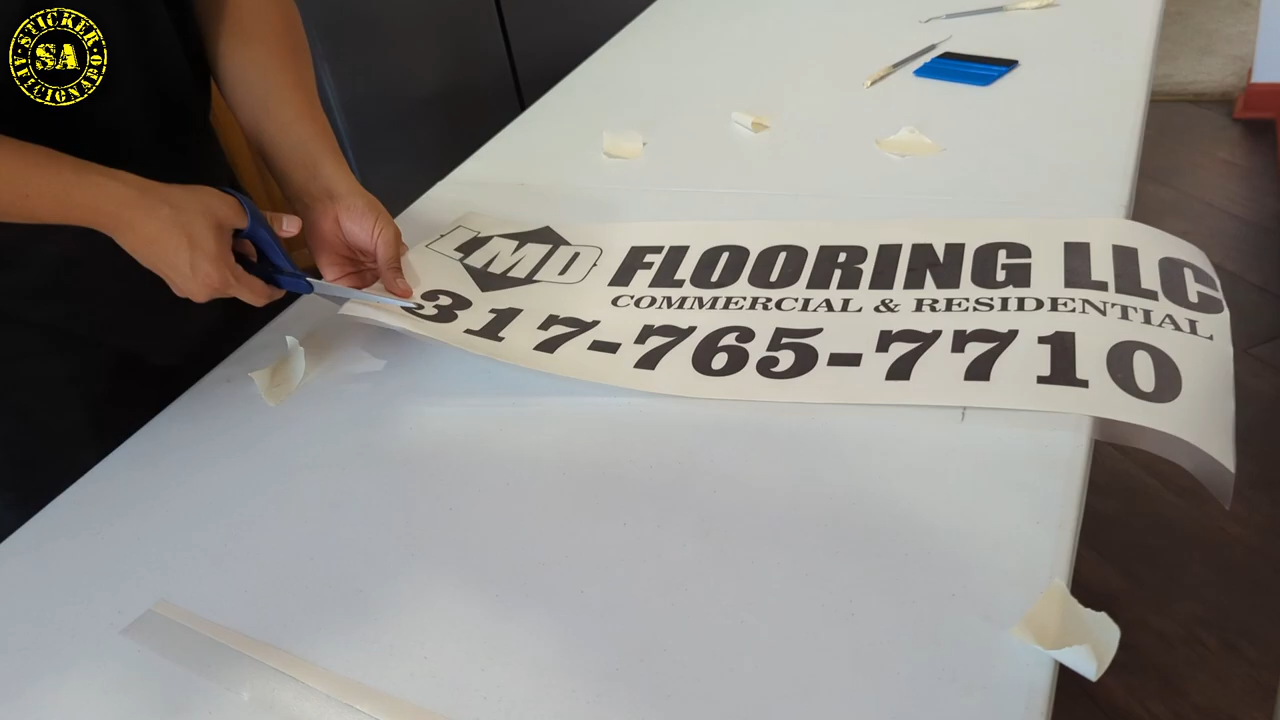 STICKER
SA
AFICIONADO
LMD FLOORING LLC
COMMERCIAL & RESIDENTIAL
317-765-7710